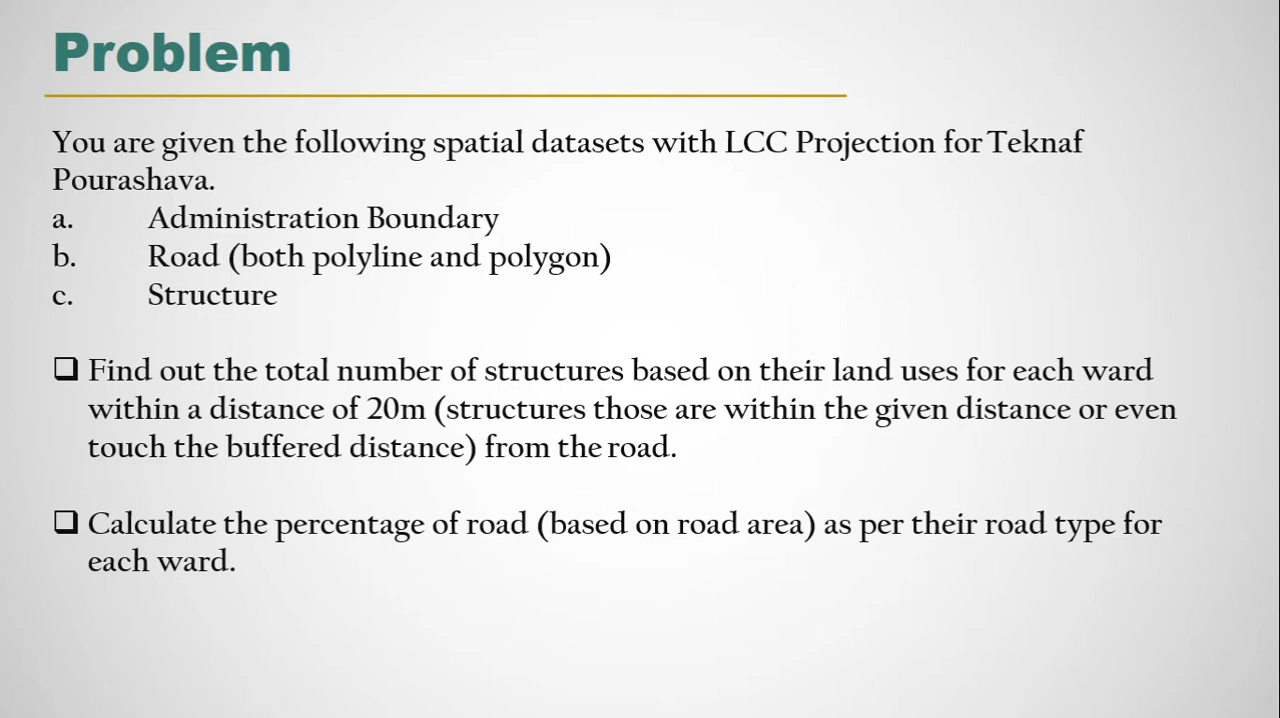 Problem
You are given the following spatial datasets with LCC Projection for Teknaf
Pourashava.
a. Administration Boundary
b. Road (both polyline and polygon)
c. Structure
❑ Find out the total number of structures based on their land uses for each ward
within a distance of 20m (structures those are within the given distance or even
touch the buffered distance) from the road.
❑ Calculate the percentage of road (based on road area) as per their road type for
each ward.